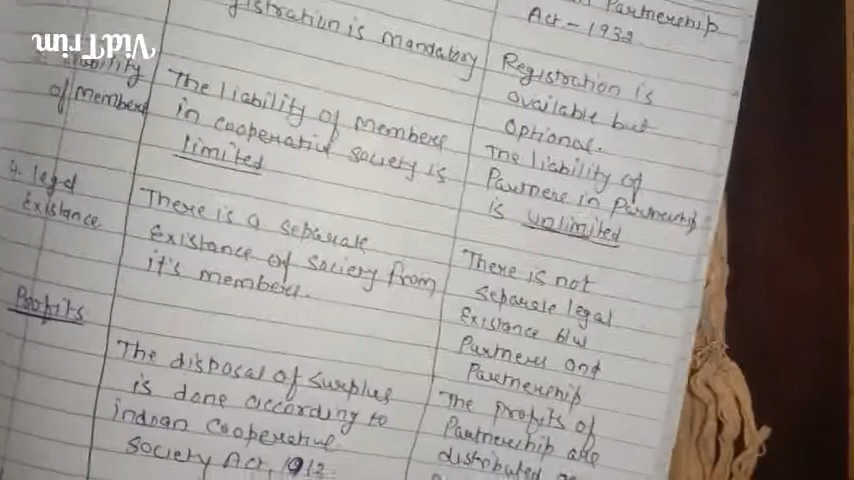 VidTrim
Partnership
Act - 1932
gistration is mandatory
Registration is
available but
optional.
liability
of members
The liability of members
in cooperative society is
limited
The liability of
Partners in Partnership
is unlimited
4. legal
Existance
There is a separate
Existance of society from
it's members.
There is not
separate legal
Existance b/w
Partners and
Partnership
Profits
The disposal of surplus
is done according to
indian cooperative
society Act, 1912
The profits of
Partnership are
distributed